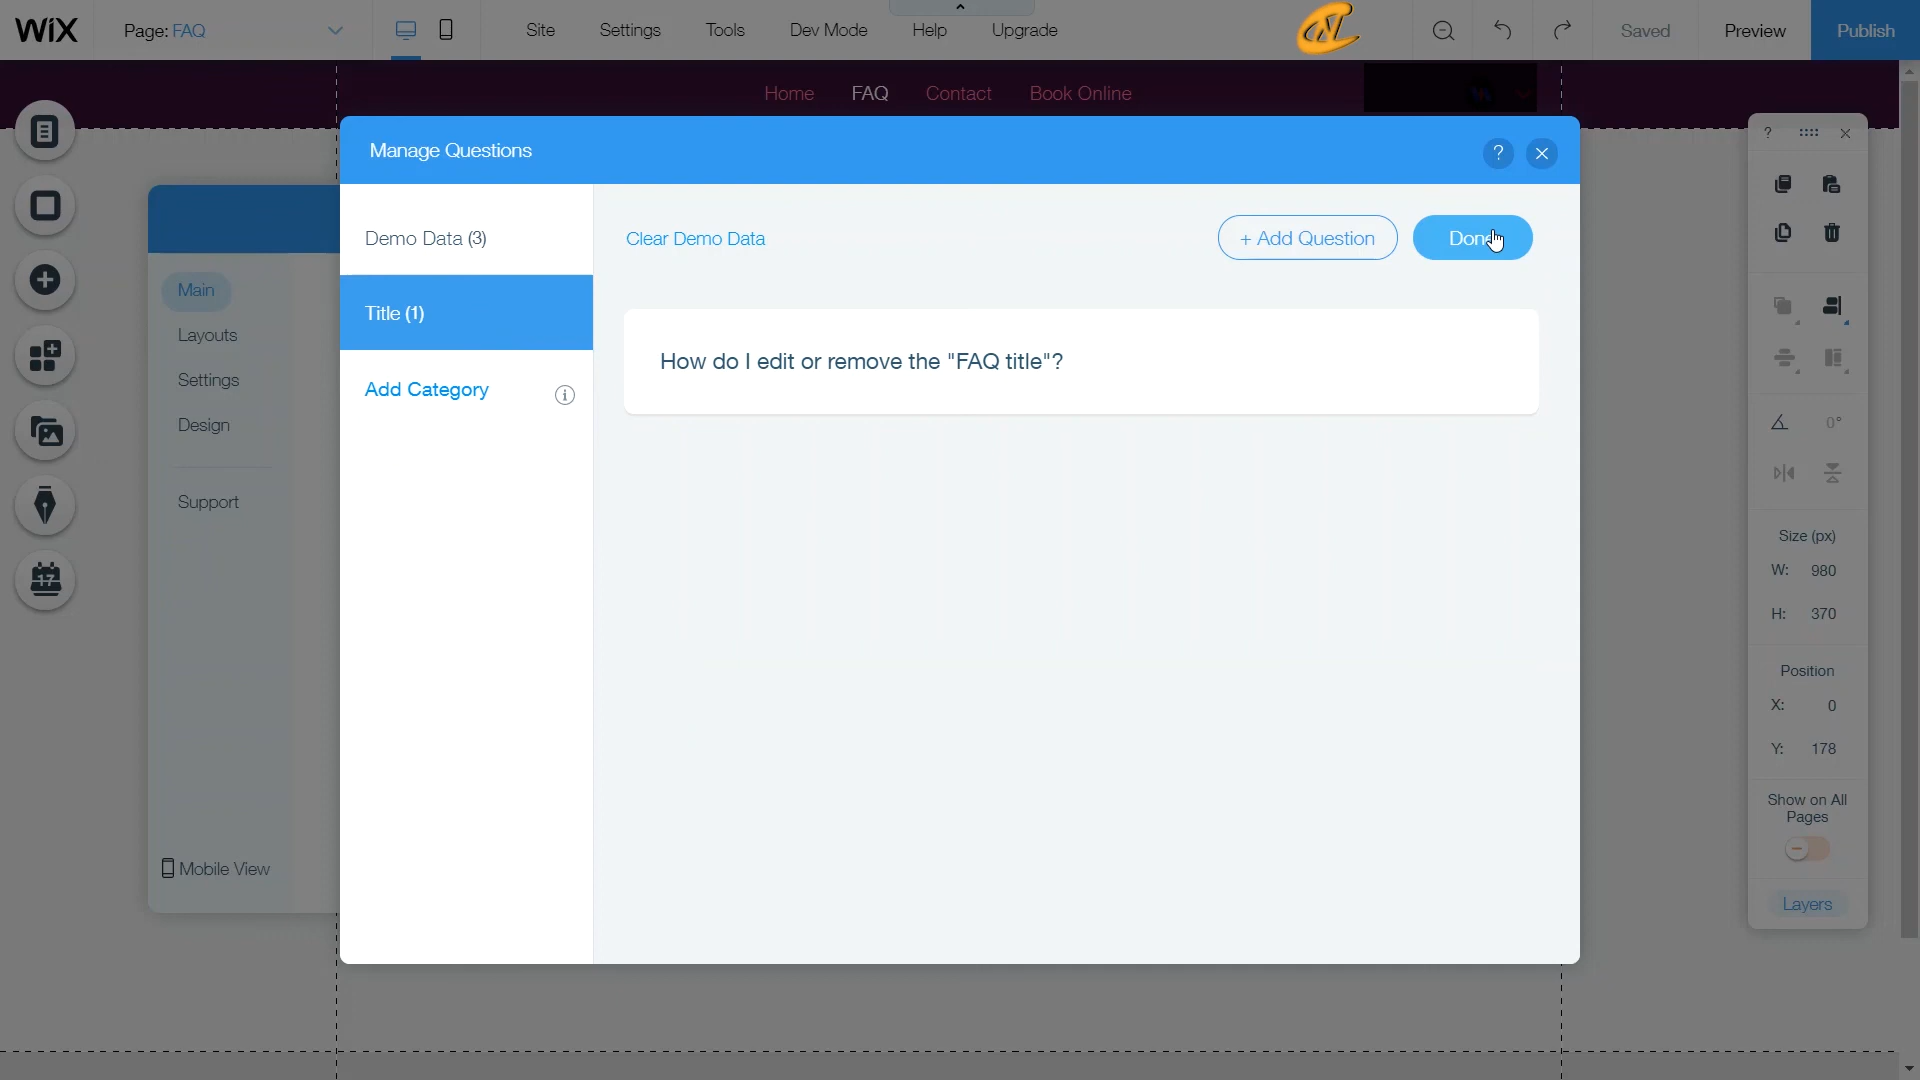 WiX
Page: FAQ
Site
Settings
Tools
Dev Mode
Help
Upgrade
Saved
Preview
Publish
Home
FAQ
Contact
Book Online
Manage Questions
?
Demo Data (3)
Clear Demo Data
+ Add Question
Done
Title (1)
Add Category
How do I edit or remove the "FAQ title"?
Main
Layouts
Settings
Design
Support
Mobile View
17
?
0°
Size (px)
W: 980
H: 370
Position
X: 0
Y: 178
Show on All
Pages
Layers